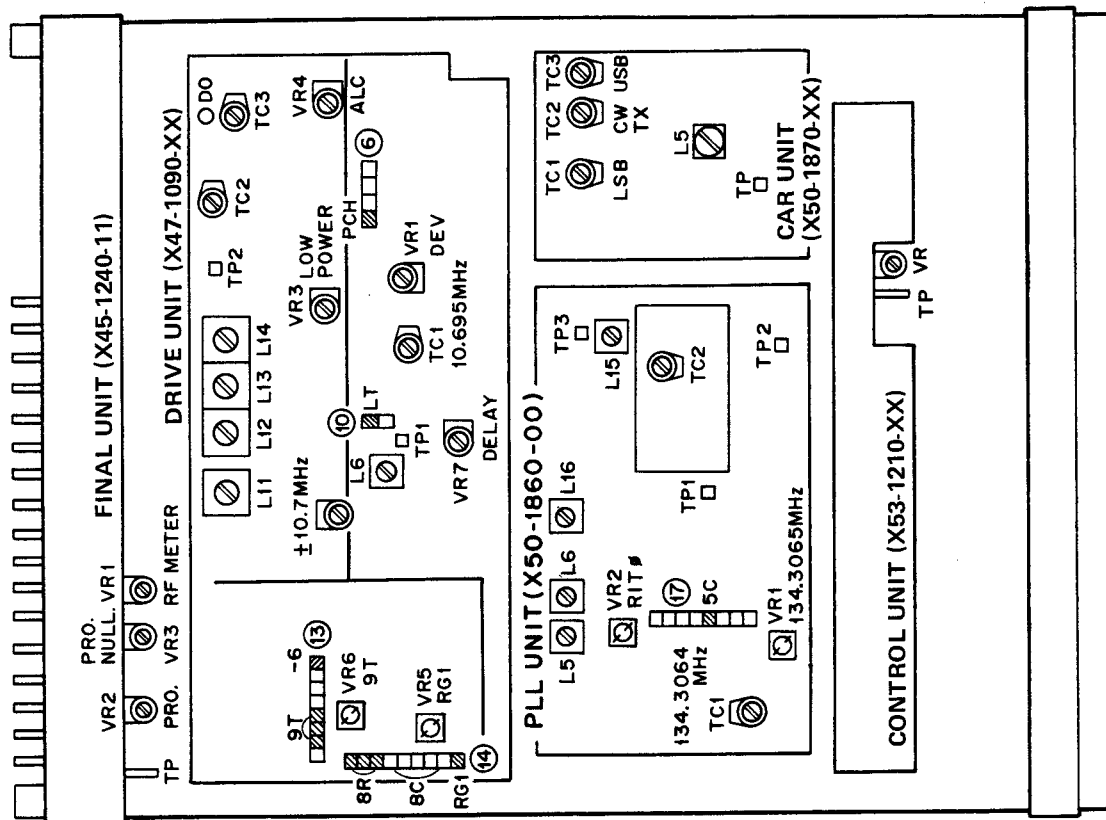 FINAL UNIT (X45-1240-11)
TP
VR2
PRO.
PRO.
NULL.
VR3
VR1
RF METER
DRIVE UNIT (X47-1090-XX)
L11
L12
L13
L14
TP2
TC2
DO
TC3
±10.7MHz
10
LT
L6
TP1
VR7
DELAY
VR3
LOW
POWER
TC1
10.695MHz
VR1
DEV
PCH
6
VR4
ALC
9T
-6
13
VR6
9T
VR5
RG1
8R
8C
RG1
14
PLL UNIT (X50-1860-00)
L5
L6
L16
VR2
RIT
17
5C
134.3064
MHz
TC1
VR1
134.3065MHz
TP1
TC2
TP3
L15
TP2
CAR UNIT
(X50-1870-XX)
TC1
LSB
TC2
CW
TX
TC3
USB
L5
TP
CONTROL UNIT (X53-1210-XX)
TP
VR